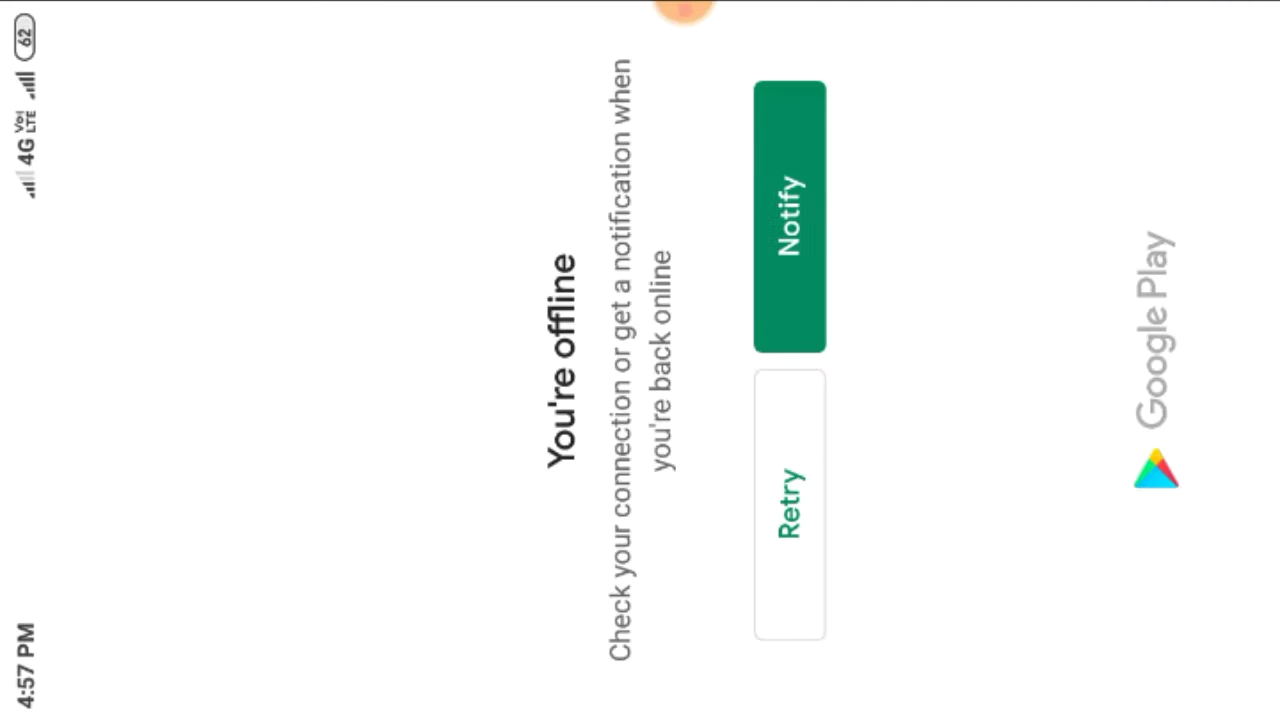 4:57 PM
4G Vo) LTE 62
You're offline
Check your connection or get a notification when
you're back online
Retry Notify
Google Play